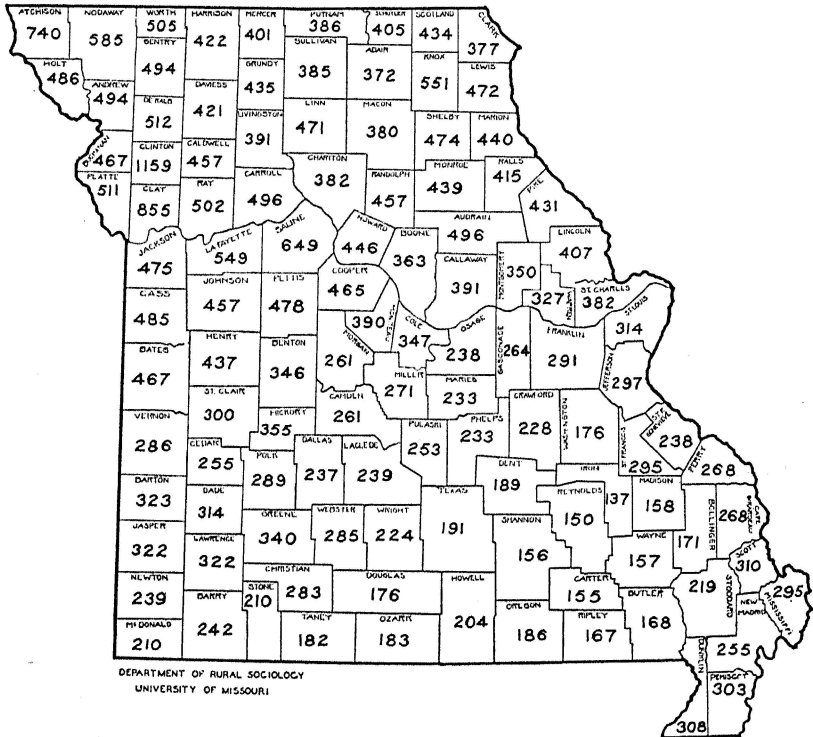 ATCHISON
740
NODAWAY
585
WORTH
505
HARRISON
422
MERCER
401
PUTNAM
386
SCHUYLER
405
SCOTLAND
434
CLARK
377
HOLT
486
ANDREW
494
GENTRY
494
DE KALB
512
DAVIESS
421
GRUNDY
435
SULLIVAN
385
ADAIR
372
KNOX
551
LEWIS
472
LIVINGSTON
391
LINN
471
MACON
380
SHELBY
474
MARION
440
BUCHANAN
467
CLINTON
1159
CALDWELL
457
PLATTE
511
CLAY
855
RAY
502
CARROLL
496
CHARITON
382
RANDOLPH
457
MONROE
439
RALLS
415
PIKE
431
JACKSON
475
LAFAYETTE
549
SALINE
649
HOWARD
446
BOONE
363
AUDRAIN
496
CALLAWAY
391
MONTGOMERY
350
LINCOLN
407
WARREN
327
ST CHARLES
382
ST LOUIS
314
CASS
485
JOHNSON
457
PETTIS
478
COOPER
465
MONITEAU
390
COLE
347
OSAGE
238
GASCONADE
264
FRANKLIN
291
JEFFERSON
297
BATES
467
HENRY
437
BENTON
346
MORGAN
261
MILLER
271
MARIES
233
VERNON
286
ST. CLAIR
300
HICKORY
355
CAMDEN
261
PULASKI
253
PHELPS
233
CRAWFORD
228
WASHINGTON
176
ST FRANCIS
295
STE GENEVIEVE
238
PERRY
268
CEDAR
255
POLK
289
DALLAS
237
LACLEDE
239
DENT
189
IRON
137
MADISON
158
BARTON
323
DADE
314
GREENE
340
WEBSTER
285
WRIGHT
224
TEXAS
191
SHANNON
156
REYNOLDS
150
WAYNE
157
BOLLINGER
171
CAPE GIRARDEAU
268
JASPER
322
LAWRENCE
322
CHRISTIAN
283
DOUGLAS
176
HOWELL
204
CARTER
155
BUTLER
168
STODDARD
219
SCOTT
310
MISSISSIPPI
295
NEWTON
239
BARRY
242
STONE
210
TANEY
182
OZARK
183
OREGON
186
RIPLEY
167
NEW MADRID
255
MCDONALD
210
DUNKLIN
308
PEMISCOT
303
DEPARTMENT OF RURAL SOCIOLOGY
UNIVERSITY OF MISSOURI